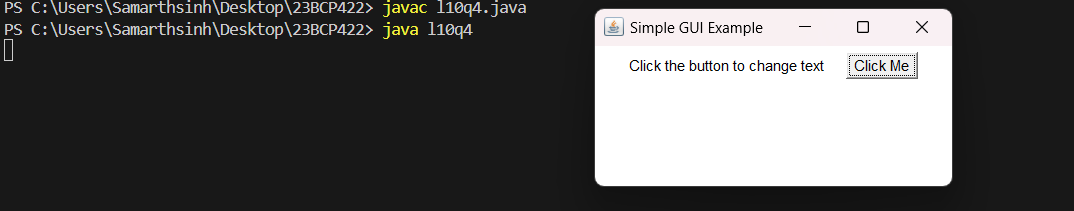 PS C:\Users\Samarthsinh\Desktop\23BCP422> javac l10q4.java
PS C:\Users\Samarthsinh\Desktop\23BCP422> java l10q4
Simple GUI Example
Click the button to change text Click Me